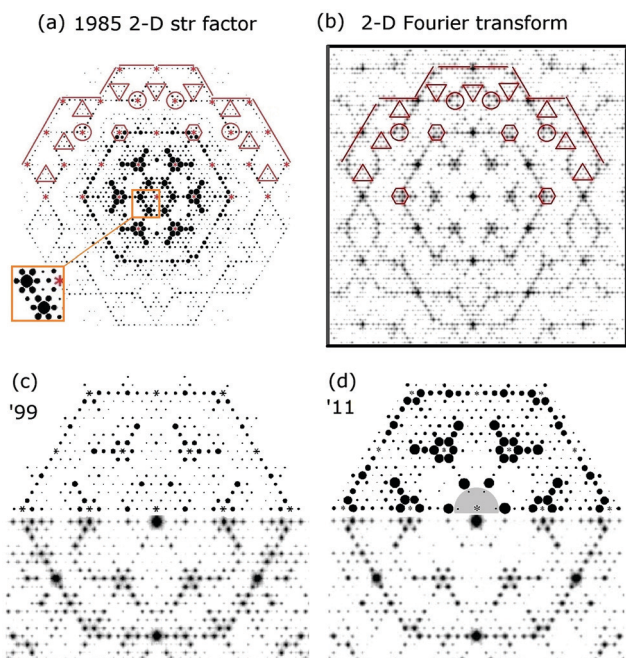 (a) 1985 2-D str factor
(b) 2-D Fourier transform
(c)
'99
(d)
'11